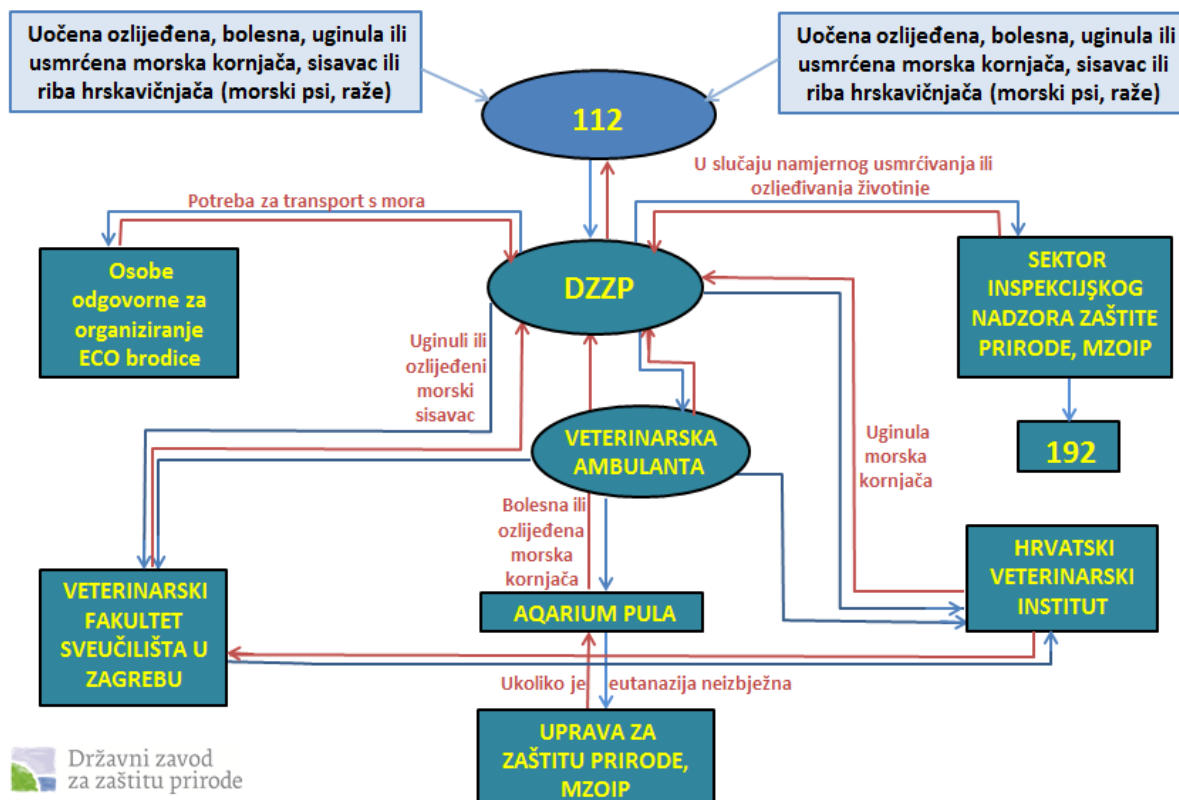 Uočena ozlijeđena, bolesna, uginula ili
usmrćena morska kornjača, sisavac ili
riba hrskavičnjača (morski psi, raže)
Uočena ozlijeđena, bolesna, uginula ili
usmrćena morska kornjača, sisavac ili
riba hrskavičnjača (morski psi, raže)
112
U slučaju namjernog usmrćivanja ili
ozljeđivanja životinje
Potreba za transport s mora
Osobe
odgovorne za
organiziranje
ECO brodice
DZZP
SEKTOR
INSPEKCIJSKOG
NADZORA ZAŠTITE
PRIRODE, MZOIP
Uginuli ili
ozlijeđeni
morski
sisavac
VETERINARSKA
AMBULANTA
Uginula
morska
kornjača
192
Bolesna ili
ozlijeđena
morska
kornjača
VETERINARSKI
FAKULTET
SVEUČILIŠTA U
ZAGREBU
AQARIUM PULA
HRVATSKI
VETERINARSKI
INSTITUT
Ukoliko je eutanazija neizbježna
UPRAVA ZA
ZAŠTITU PRIRODE,
MZOIP
Državni zavod
za zaštitu prirode